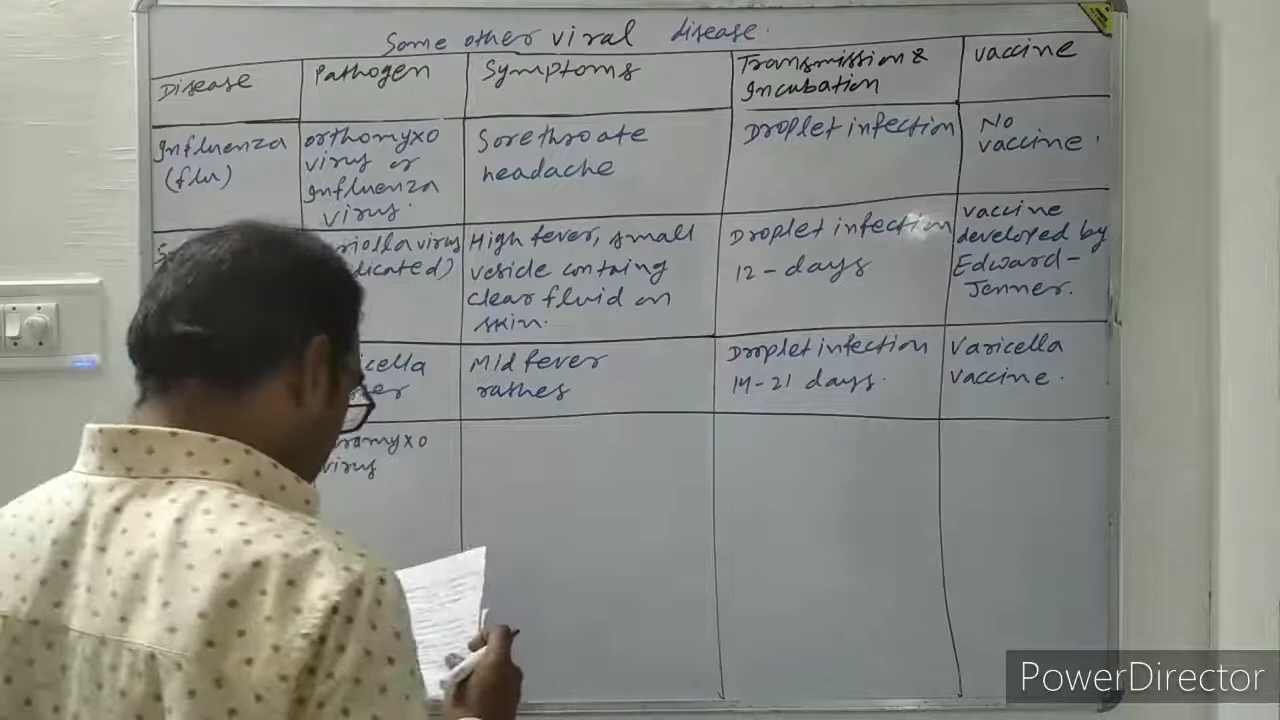 Some other viral disease.
Disease
Pathogen
Symptoms
Transmission &
Incubation
vaccine
Influenza
(flu)
orthomyxo
virus or
Influenza
virus.
Sorethroate
headache
Droplet infection
No
vaccine.
High fever, small
vesicle containg
clear fluid on
skin.
Droplet infection
12-days
vaccine
developed by
Edward-
Jenner.
Mid fever
rashes
Droplet infection
14-21 days.
Varicella
vaccine.
virus
PowerDirector